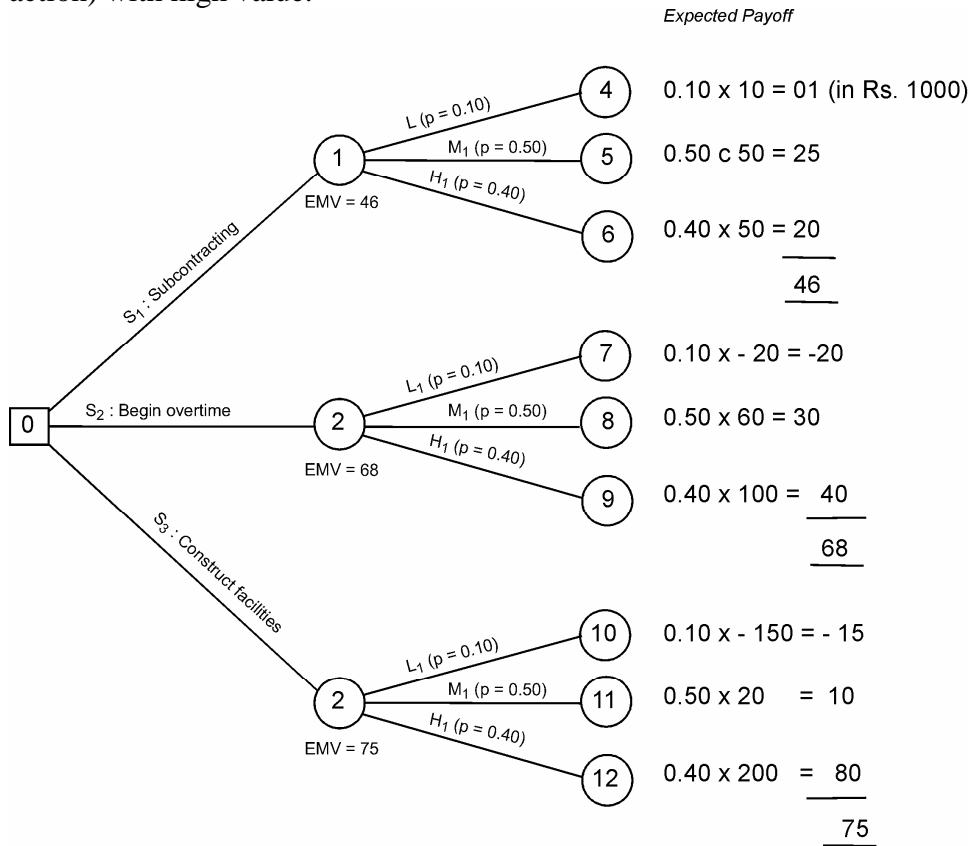 action) with high value.
Expected Payoff
L (p = 0.10)
4
0.10 x 10 = 01 (in Rs. 1000)
1
M1 (p = 0.50)
5
0.50 c 50 = 25
EMV = 46
H1 (p = 0.40)
6
0.40 x 50 = 20
46
S1 : Subcontracting
L1 (p = 0.10)
7
0.10 x - 20 = -20
0
S2 : Begin overtime
2
M1 (p = 0.50)
8
0.50 x 60 = 30
EMV = 68
H1 (p = 0.40)
9
0.40 x 100 = 40
68
S3 : Construct facilities
L1 (p = 0.10)
10
0.10 x - 150 = - 15
2
M1 (p = 0.50)
11
0.50 x 20 = 10
EMV = 75
H1 (p = 0.40)
12
0.40 x 200 = 80
75